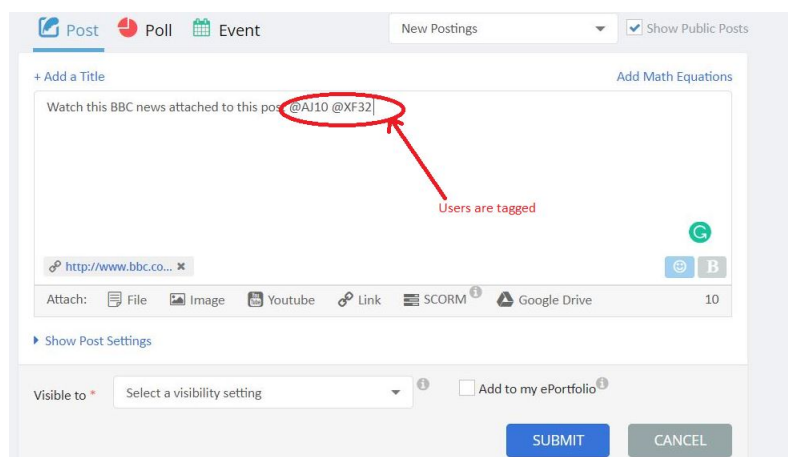 Post Poll Event New Postings Show Public Posts
+ Add a Title Add Math Equations
Watch this BBC news attached to this pos @AJ10 @XF32
Users are tagged
http://www.bbc.co... ×
B
Attach: File Image Youtube Link SCORM Google Drive 10
Show Post Settings
Visible to * Select a visibility setting Add to my ePortfolio
SUBMIT CANCEL